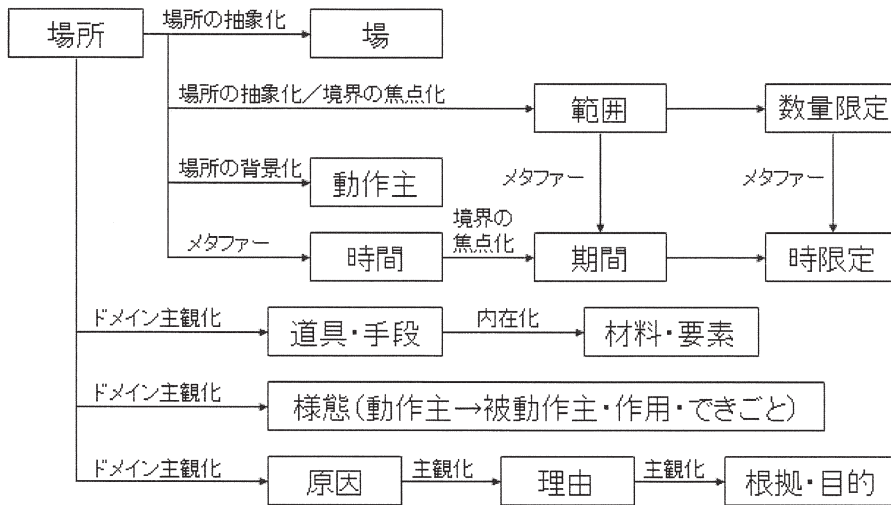 場所の抽象化
場所
場
場所の抽象化／境界の焦点化
範囲
数量限定
場所の背景化
動作主
メタファー
メタファー
メタファー
時間
境界の
焦点化
期間
時限定
ドメイン主観化
道具・手段
内在化
材料・要素
ドメイン主観化
様態(動作主→被動作主・作用・できごと)
ドメイン主観化
原因
主観化
理由
主観化
根拠・目的